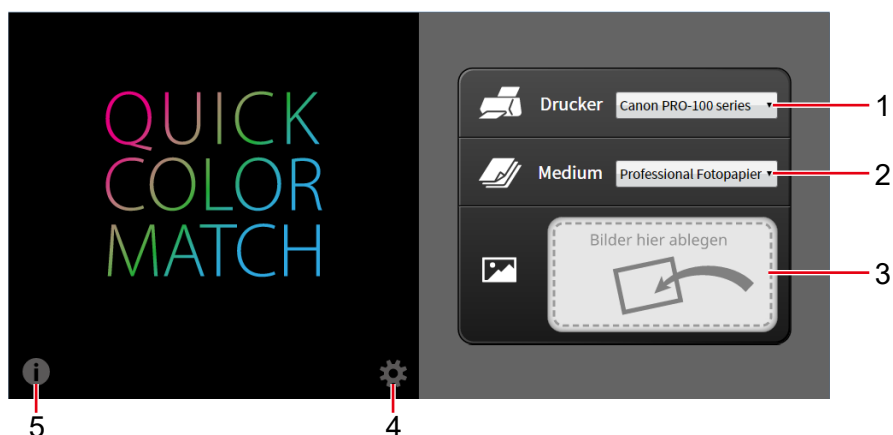 QUICK
COLOR
MATCH
Drucker
Canon PRO-100 series
1
Medium
Professional Fotopapier
2
Bilder hier ablegen
3
i
5
4